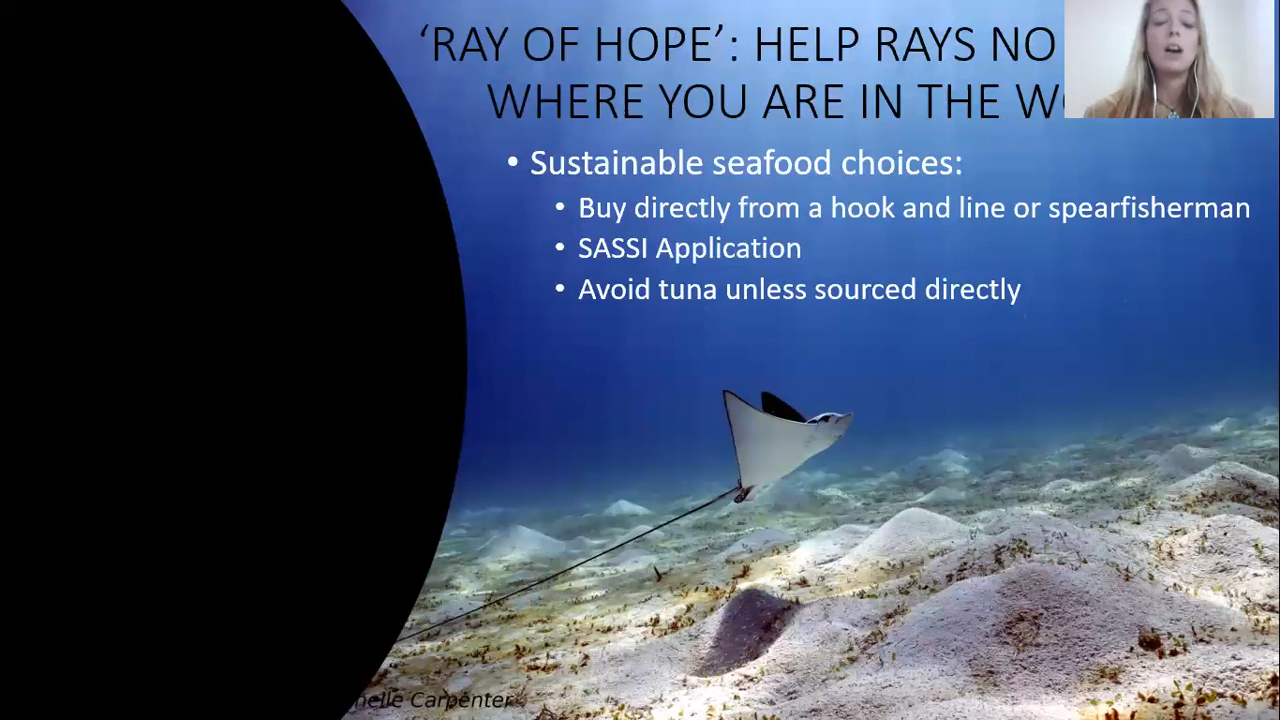 ‘RAY OF HOPE’: HELP RAYS NO
WHERE YOU ARE IN THE
• Sustainable seafood choices:
• Buy directly from a hook and line or spearfisherman
• SASSI Application
• Avoid tuna unless sourced directly
Carpenter